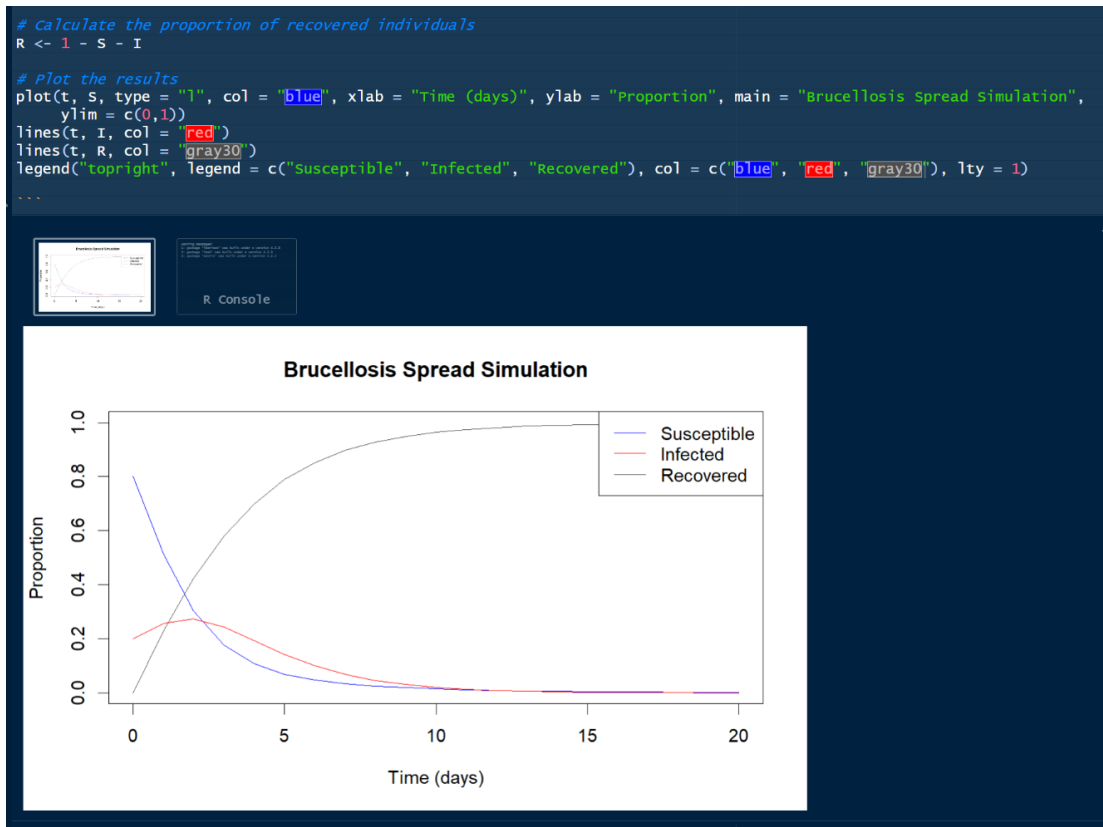 # Calculate the proportion of recovered individuals
R <- 1 - S - I
# Plot the results
plot(t, S, type = "l", col = "blue", xlab = "Time (days)", ylab = "Proportion", main = "Brucellosis Spread Simulation",
ylim = c(0,1))
lines(t, I, col = "red")
lines(t, R, col = "gray30")
legend("topright", legend = c("Susceptible", "Infected", "Recovered"), col = c("blue", "red", "gray30"), lty = 1)
```
R Console
Brucellosis Spread Simulation
Susceptible
Infected
Recovered
Proportion
1.0
0.8
0.6
0.4
0.2
0.0
0 5 10 15 20
Time (days)